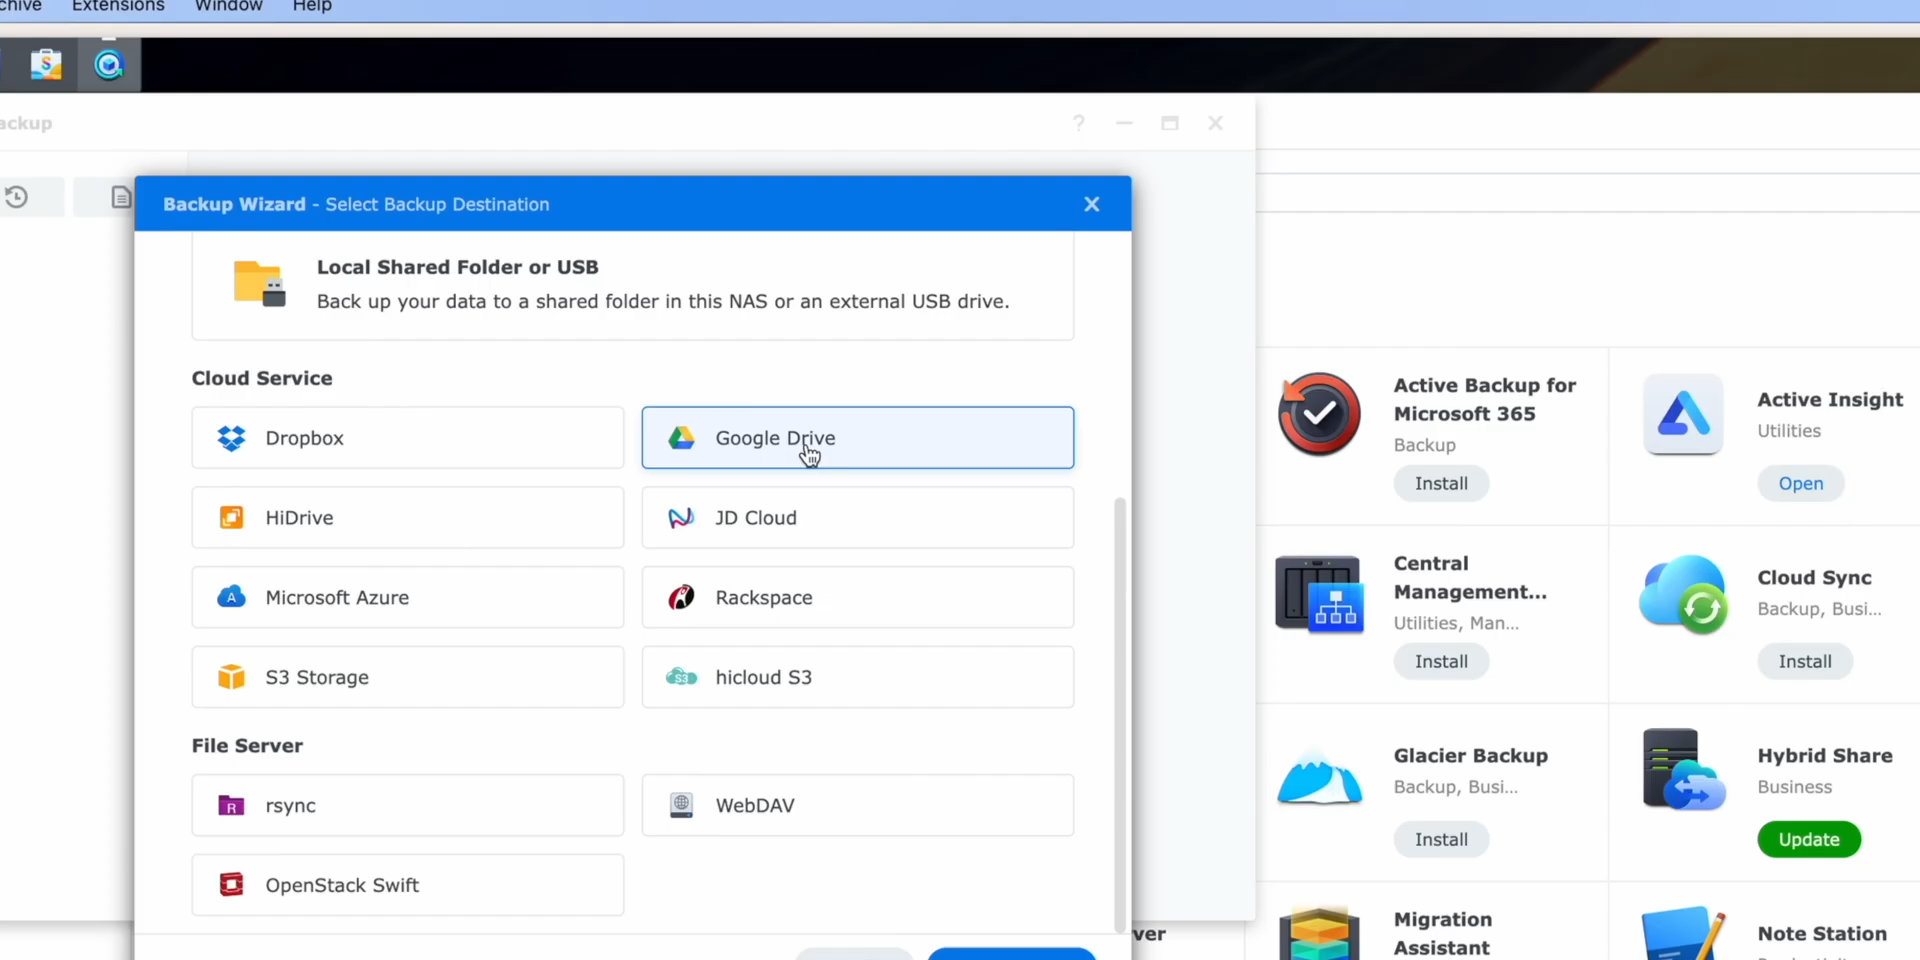 chive Extensions Window Help
ackup
Backup Wizard - Select Backup Destination
Local Shared Folder or USB
Back up your data to a shared folder in this NAS or an external USB drive.
Cloud Service
Dropbox
Google Drive
HiDrive
JD Cloud
Microsoft Azure
Rackspace
S3 Storage
hicloud S3
File Server
rsync
WebDAV
OpenStack Swift
ver
Active Backup for
Microsoft 365
Backup
Install
Active Insight
Utilities
Open
Central
Management...
Utilities, Man...
Install
Cloud Sync
Backup, Busi...
Install
Glacier Backup
Backup, Busi...
Install
Hybrid Share
Business
Update
Migration
Assistant
Note Station